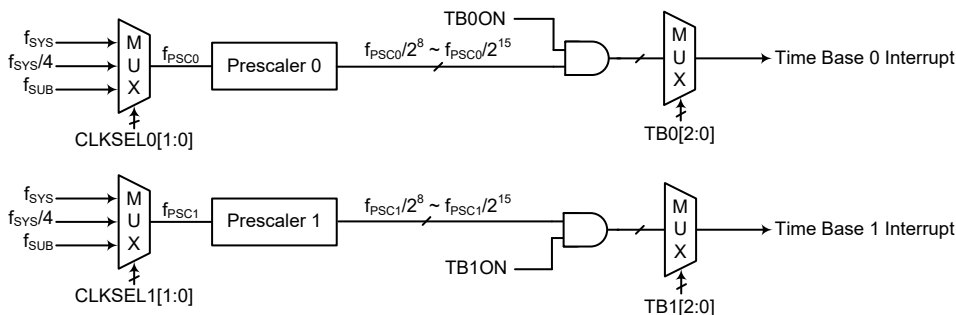 TB0ON
fSYS
fSYS/4
fSUB
M
U
X
fPSC0
Prescaler 0
fPSC0/2^8 ~ fPSC0/2^15
M
U
X
Time Base 0 Interrupt
CLKSEL0[1:0]
TB0[2:0]
fSYS
fSYS/4
fSUB
M
U
X
fPSC1
Prescaler 1
fPSC1/2^8 ~ fPSC1/2^15
M
U
X
Time Base 1 Interrupt
TB1ON
CLKSEL1[1:0]
TB1[2:0]